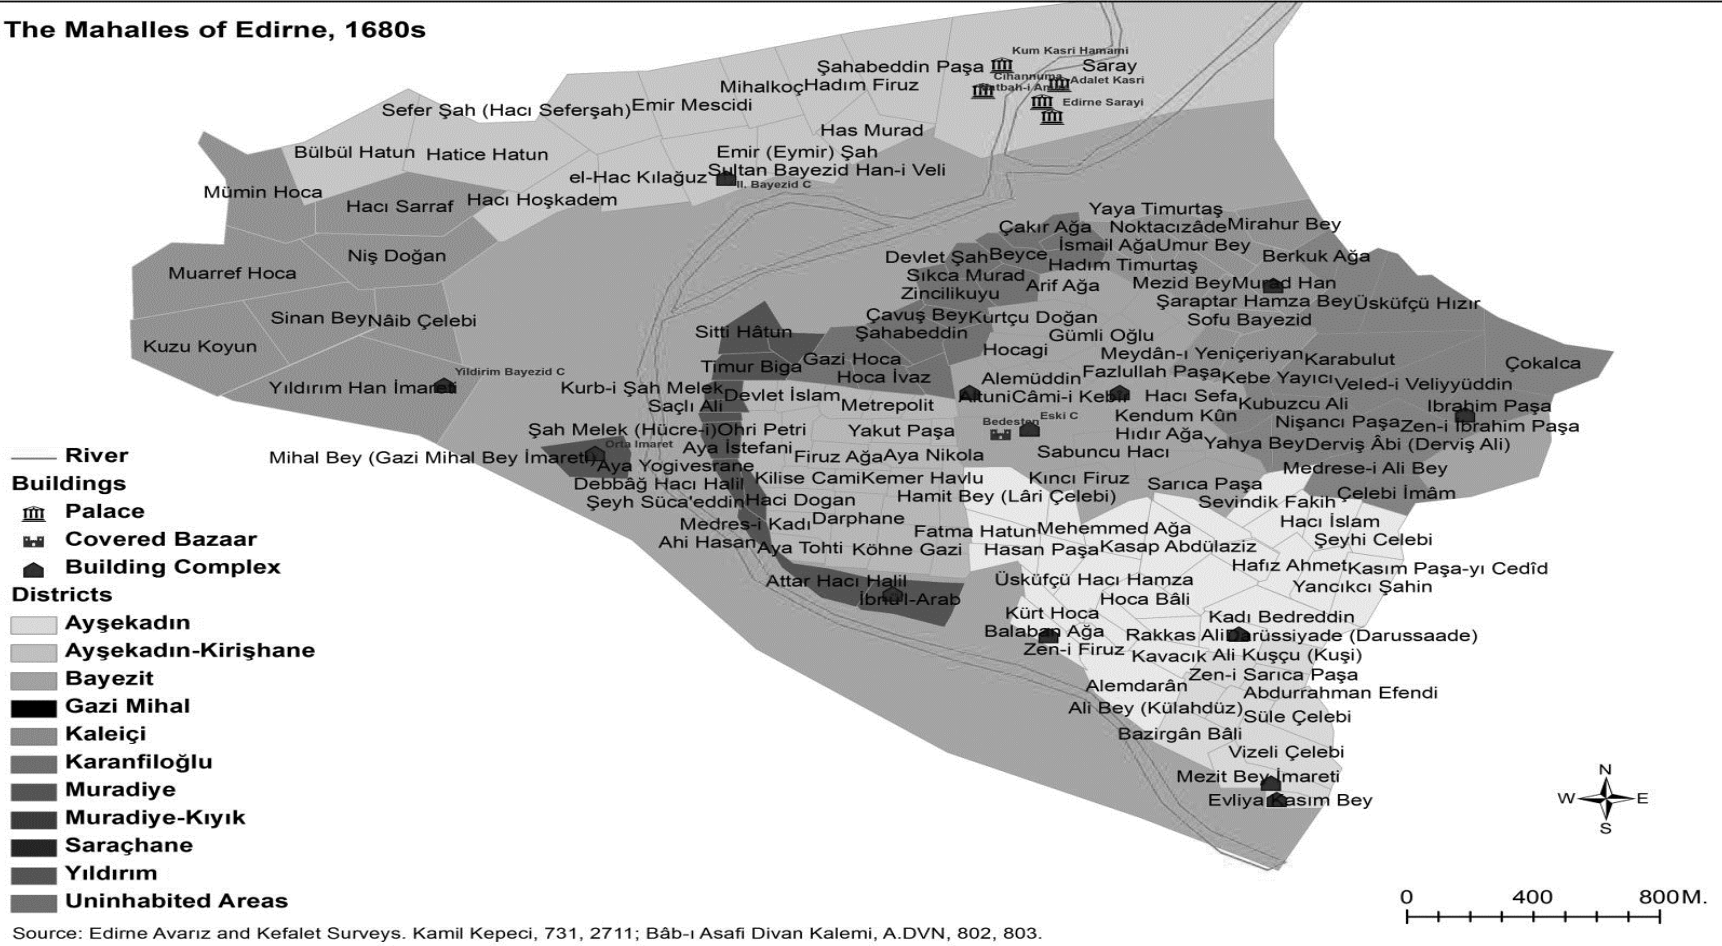 The Mahalles of Edirne, 1680s
Kum Kasri Hamami
Şahabeddin Paşa
Saray
Cihannuma
Adalet Kasri
Mihalkoç
Hadım Firuz
Edirne Sarayi
Sefer Şah (Hacı Seferşah)
Emir Mescidi
Has Murad
Bülbül Hatun
Hatice Hatun
Emir (Eymir) Şah
el-Hac Kılağuz
Sultan Bayezid Han-i Veli
II. Bayezid C
Mümin Hoca
Hacı Sarraf
Hacı Hoşkadem
Yaya Timurtaş
Çakır Ağa
Noktacızâde
Mirahur Bey
İsmail Ağa
Umur Bey
Niş Doğan
Devlet Şah
Beyce
Berkuk Ağa
Hadım Timurtaş
Muarref Hoca
Sıkca Murad
Arif Ağa
Mezid Bey
Murad Han
Zincilikuyu
Şaraptar Hamza Bey
Üsküfçü Hızır
Sinan Bey
Nâib Çelebi
Çavuş Bey
Kurtçu Doğan
Sofu Bayezid
Sitti Hâtun
Şahabeddin
Gümli Oğlu
Kuzu Koyun
Hocagi
Meydân-ı Yeniçeriyan
Karabulut
Gazi Hoca
Çokalca
Timur Biga
Yildirim Bayezid C
Hoca İvaz
Alemüddin
Fazlullah Paşa
Kebe Yayıcı
Veled-i Veliyyüddin
Yıldırım Han İmareti
Kurb-i Şah Melek
Devlet İslam
Altuni
Câmi-i Kebir
Hacı Sefa
Kubuzcu Ali
Ibrahim Paşa
Saçlı Ali
Metrepolit
Bedesten
Eski C
Kendum Kûn
Nişancı Paşa
Zen-i İbrahim Paşa
Şah Melek (Hücre-i)
Ohri Petri
Yakut Paşa
Hıdır Ağa
Yahya Bey
Derviş Âbi (Derviş Ali)
Orta Imaret
Aya İstefani
Sabuncu Hacı
Mihal Bey (Gazi Mihal Bey İmareti)
Firuz Ağa
Aya Nikola
Aya Yogivesrane
Medrese-i Ali Bey
Debbâğ Hacı Halil
Kilise Cami
Kemer Havlu
Kıncı Firuz
Sarıca Paşa
Çelebi İmâm
Şeyh Süca'eddin
Haci Dogan
Hamit Bey (Lâri Çelebi)
Sevindik Fakih
Medres-i Kadı
Darphane
Fatma Hatun
Mehemmed Ağa
Hacı İslam
Şeyhi Celebi
Ahi Hasan
Aya Tohti
Köhne Gazi
Hasan Paşa
Kasap Abdülaziz
Hafız Ahmet
Kasım Paşa-yı Cedîd
Attar Hacı Halil
Üsküfçü Hacı Hamza
Yancıkcı Şahin
İbnü'l-Arab
Hoca Bâli
Kürt Hoca
Kadı Bedreddin
Balaban Ağa
Rakkas Ali
Darüssiyade (Darussaade)
Zen-i Firuz
Kavacık
Ali Kuşçu (Kuşi)
Zen-i Sarıca Paşa
Alemdarân
Abdurrahman Efendi
Ali Bey (Külahdüz)
Süle Çelebi
Bazirgân Bâli
Vizeli Çelebi
Mezit Bey İmareti
Evliya Kasım Bey
River
Buildings
Palace
Covered Bazaar
Building Complex
Districts
Ayşekadın
Ayşekadın-Kirişhane
Bayezit
Gazi Mihal
Kaleiçi
Karanfiloğlu
Muradiye
Muradiye-Kıyık
Saraçhane
Yıldırım
Uninhabited Areas
N
W E
S
0 400 800M.
Source: Edirne Avarız and Kefalet Surveys. Kamil Kepeci, 731, 2711; Bâb-ı Asafi Divan Kalemi, A.DVN, 802, 803.